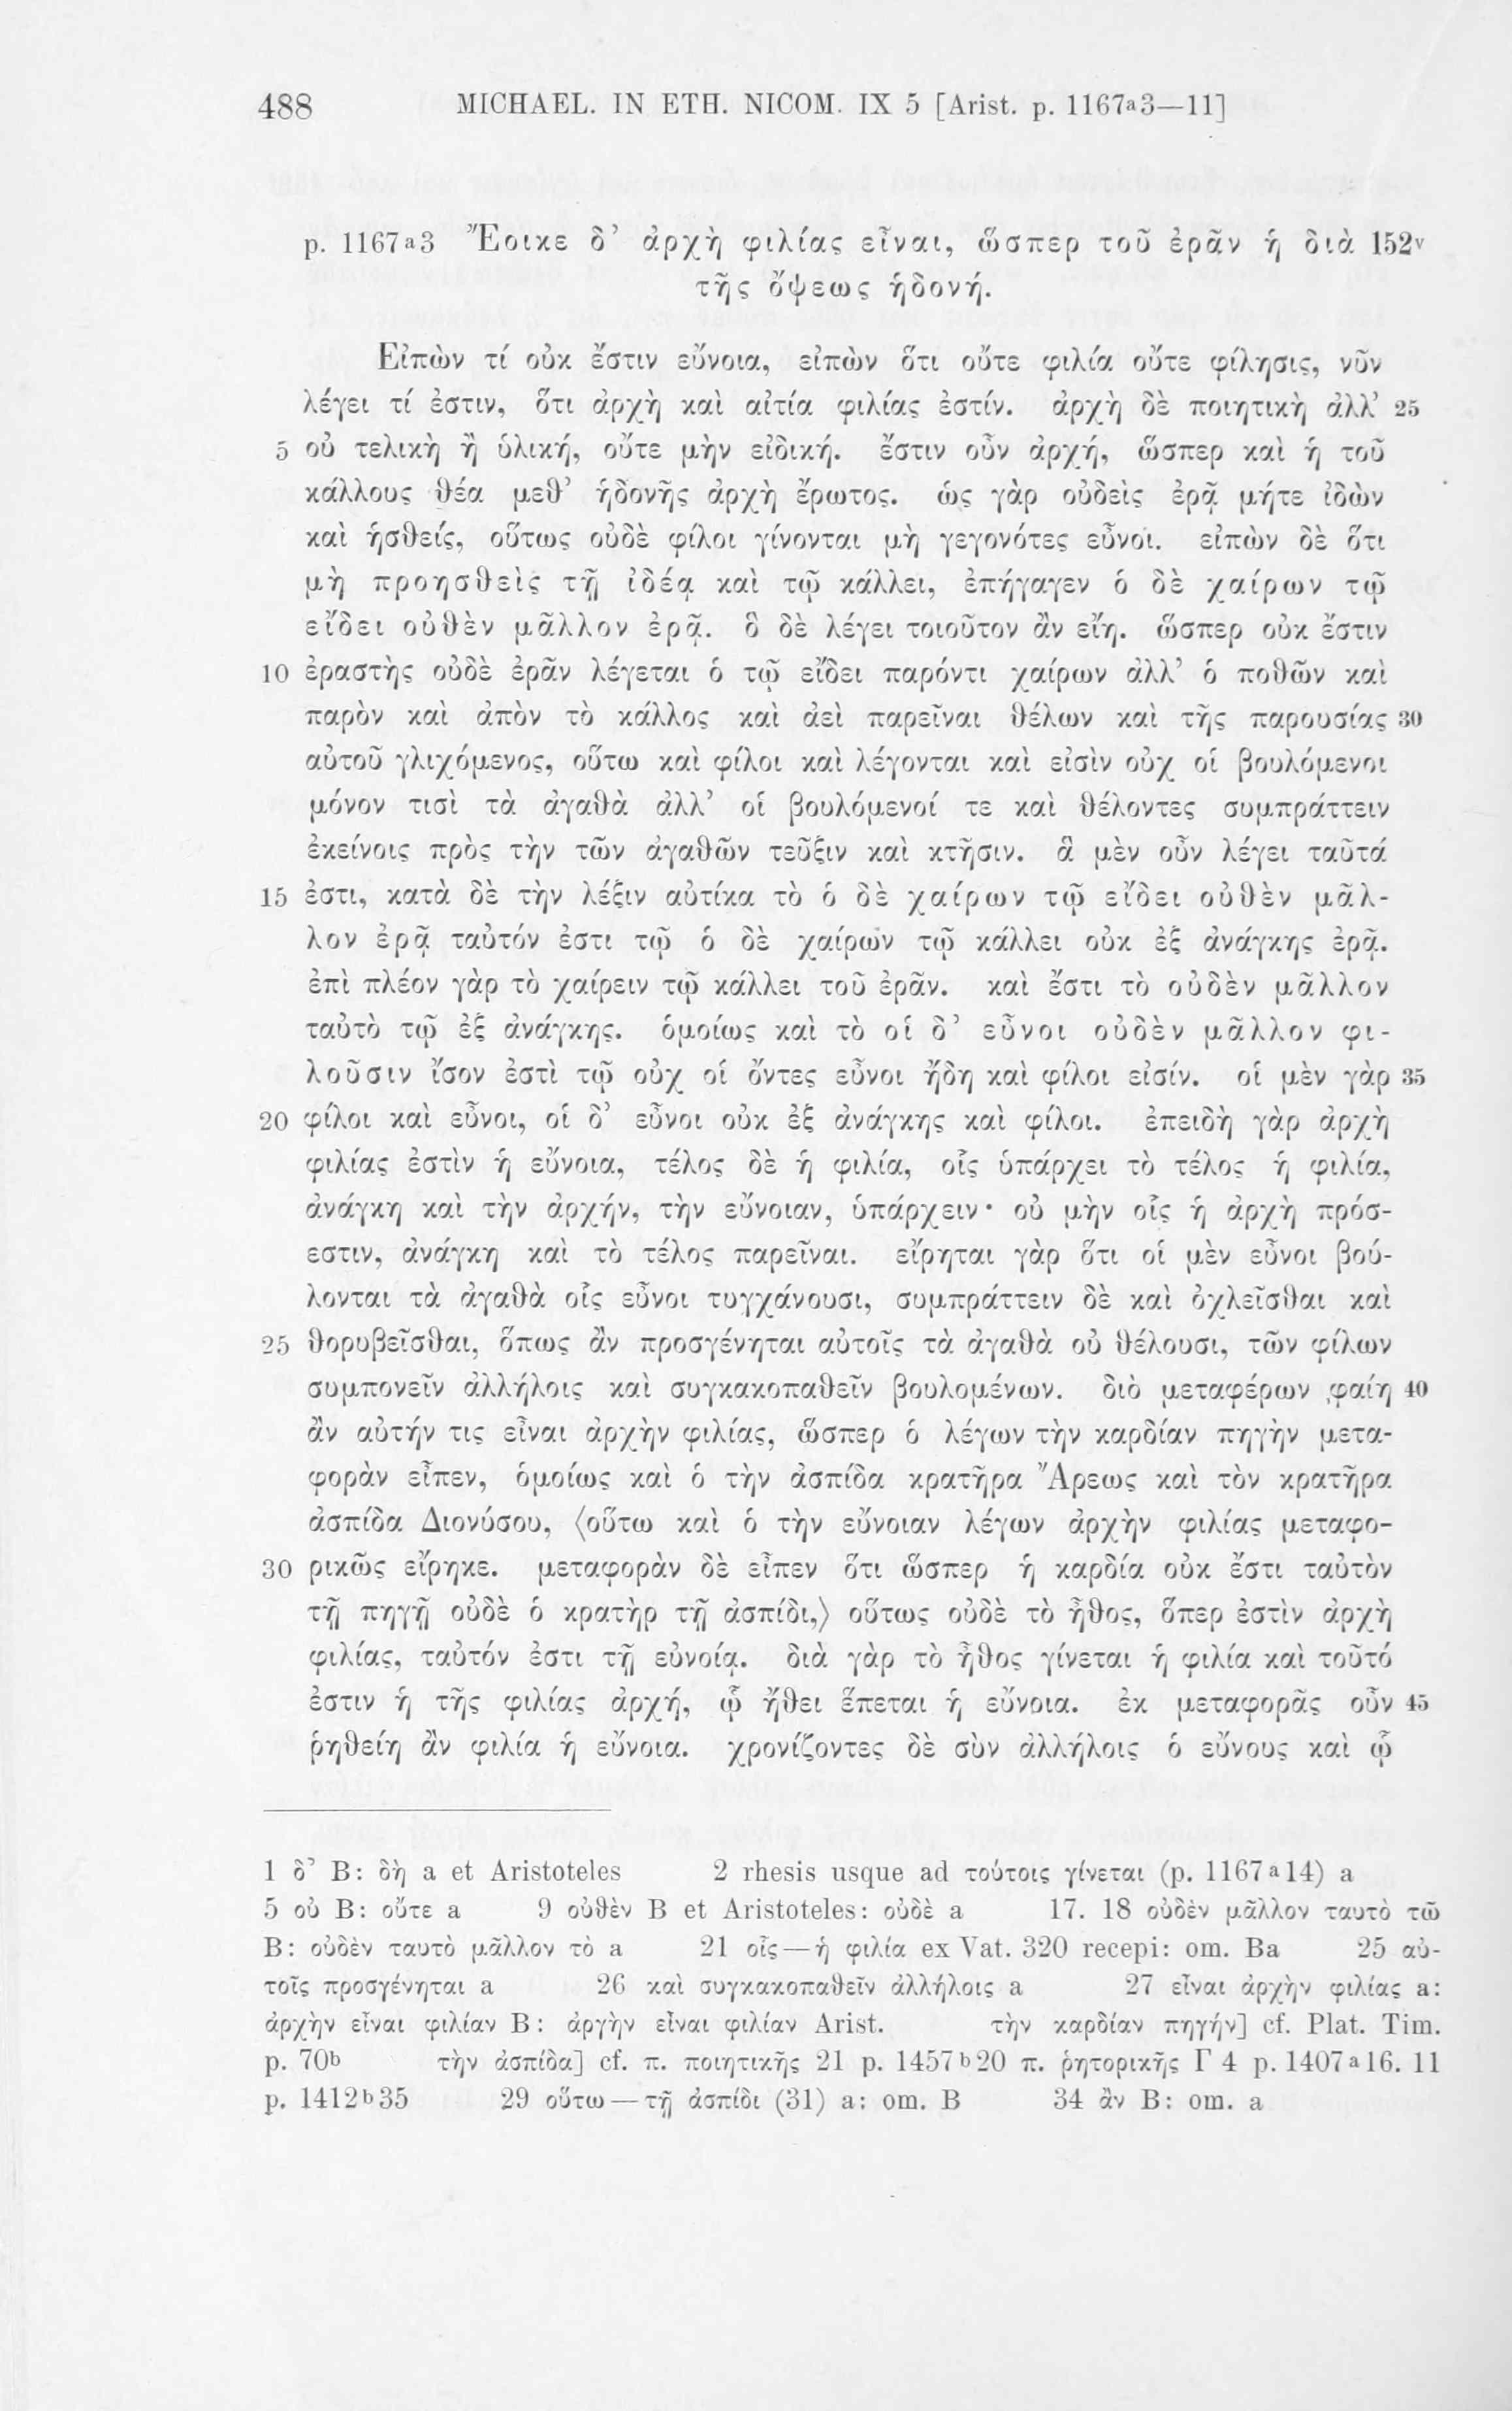 488 MICHAEL. IN ETH. NICOM. IX 5 [Arist. p. 1167a3—11]
p. 1167a3 Ἔοικε δ’ ἀρχὴ φιλίας εἶναι, ὥσπερ τοῦ ἐρᾶν ἡ διὰ 152v
τῆς ὄψεως ἡδονή.
Εἰπὼν τί οὐκ ἔστιν εὔνοια, εἰπὼν ὅτι οὔτε φιλία οὔτε φίλησις, νῦν
λέγει τί ἐστιν, ὅτι ἀρχὴ καὶ αἰτία φιλίας ἐστίν. ἀρχὴ δὲ ποιητικὴ ἀλλ’ 25
5 οὐ τελικὴ ἢ ὑλική, οὔτε μὴν εἰδική. ἔστιν οὖν ἀρχή, ὥσπερ καὶ ἡ τοῦ
κάλλους θέα μεθ’ ἡδονῆς ἀρχὴ ἔρωτος. ὡς γὰρ οὐδεὶς ἐρᾷ μήτε ἰδὼν
καὶ ἡσθείς, οὕτως οὐδὲ φίλοι γίνονται μὴ γεγονότες εὖνοι. εἰπὼν δὲ ὅτι
μὴ προησθεὶς τῇ ἰδέᾳ καὶ τῷ κάλλει, ἐπήγαγεν ὁ δὲ χαίρων τῷ
εἴδει οὐθὲν μᾶλλον ἐρᾷ. ὃ δὲ λέγει τοιοῦτον ἂν εἴη. ὥσπερ οὐκ ἔστιν
10 ἐραστὴς οὐδὲ ἐρᾶν λέγεται ὁ τῷ εἴδει παρόντι χαίρων ἀλλ’ ὁ ποθῶν καὶ
παρὸν καὶ ἀπὸν τὸ κάλλος καὶ ἀεὶ παρεῖναι θέλων καὶ τῆς παρουσίας 30
αὐτοῦ γλιχόμενος, οὕτω καὶ φίλοι καὶ λέγονται καὶ εἰσὶν οὐχ οἱ βουλόμενοι
μόνον τισὶ τὰ ἀγαθὰ ἀλλ’ οἱ βουλόμενοί τε καὶ θέλοντες συμπράττειν
ἐκείνοις πρὸς τὴν τῶν ἀγαθῶν τεῦξιν καὶ κτῆσιν. ἃ μὲν οὖν λέγει ταῦτά
15 ἐστι, κατὰ δὲ τὴν λέξιν αὐτίκα τὸ ὁ δὲ χαίρων τῷ εἴδει οὐθὲν μᾶλ-
λον ἐρᾷ ταὐτόν ἐστι τῷ ὁ δὲ χαίρων τῷ κάλλει οὐκ ἐξ ἀνάγκης ἐρᾷ.
ἐπὶ πλέον γὰρ τὸ χαίρειν τῷ κάλλει τοῦ ἐρᾶν. καὶ ἔστι τὸ οὐδὲν μᾶλλον
ταὐτὸ τῷ ἐξ ἀνάγκης. ὁμοίως καὶ τὸ οἱ δ’ εὖνοι οὐδὲν μᾶλλον φι-
λοῦσιν ἴσον ἐστὶ τῷ οὐχ οἱ ὄντες εὖνοι ἤδη καὶ φίλοι εἰσίν. οἱ μὲν γὰρ 35
20 φίλοι καὶ εὖνοι, οἱ δ’ εὖνοι οὐκ ἐξ ἀνάγκης καὶ φίλοι. ἐπειδὴ γὰρ ἀρχὴ
φιλίας ἐστὶν ἡ εὔνοια, τέλος δὲ ἡ φιλία, οἷς ὑπάρχει τὸ τέλος ἡ φιλία,
ἀνάγκη καὶ τὴν ἀρχήν, τὴν εὔνοιαν, ὑπάρχειν· οὐ μὴν οἷς ἡ ἀρχὴ πρόσ-
εστιν, ἀνάγκη καὶ τὸ τέλος παρεῖναι. εἴρηται γὰρ ὅτι οἱ μὲν εὖνοι βού-
λονται τὰ ἀγαθὰ οἷς εὖνοι τυγχάνουσι, συμπράττειν δὲ καὶ ὀχλεῖσθαι καὶ
25 θορυβεῖσθαι, ὅπως ἂν προσγένηται αὐτοῖς τὰ ἀγαθὰ οὐ θέλουσι, τῶν φίλων
συμπονεῖν ἀλλήλοις καὶ συγκακοπαθεῖν βουλομένων. διὸ μεταφέρων φαίη 40
ἂν αὐτήν τις εἶναι ἀρχὴν φιλίας, ὥσπερ ὁ λέγων τὴν καρδίαν πηγὴν μετα-
φορὰν εἶπεν, ὁμοίως καὶ ὁ τὴν ἀσπίδα κρατῆρα Ἄρεως καὶ τὸν κρατῆρα
ἀσπίδα Διονύσου, ⟨οὕτω καὶ ὁ τὴν εὔνοιαν λέγων ἀρχὴν φιλίας μεταφο-
30 ρικῶς εἴρηκε. μεταφορὰν δὲ εἶπεν ὅτι ὥσπερ ἡ καρδία οὐκ ἔστι ταὐτὸν
τῇ πηγῇ οὐδὲ ὁ κρατὴρ τῇ ἀσπίδι,⟩ οὕτως οὐδὲ τὸ ἦθος, ὅπερ ἐστὶν ἀρχὴ
φιλίας, ταὐτόν ἐστι τῇ εὐνοίᾳ. διὰ γὰρ τὸ ἦθος γίνεται ἡ φιλία καὶ τοῦτό
ἐστιν ἡ τῆς φιλίας ἀρχή, ᾧ ἤθει ἕπεται ἡ εὔνοια. ἐκ μεταφορᾶς οὖν 45
ῥηθείη ἂν φιλία ἡ εὔνοια. χρονίζοντες δὲ σὺν ἀλλήλοις ὁ εὔνους καὶ ᾧ
1 δ’ B: δὴ a et Aristoteles 2 rhesis usque ad τούτοις γίνεται (p. 1167a14) a
5 οὐ B: οὔτε a 9 οὐθὲν B et Aristoteles: οὐδὲ a 17. 18 οὐδὲν μᾶλλον ταυτὸ τῶ
B: οὐδὲν ταυτὸ μᾶλλον τὸ a 21 οἷς—ἡ φιλία ex Vat. 320 recepi: om. Ba 25 αὐ-
τοῖς προσγένηται a 26 καὶ συγκακοπαθεῖν ἀλλήλοις a 27 εἶναι ἀρχὴν φιλίας a:
ἀρχὴν εἶναι φιλίαν B: ἀργὴν εἶναι φιλίαν Arist. τὴν καρδίαν πηγήν] cf. Plat. Tim.
p. 70b τὴν ἀσπίδα] cf. π. ποιητικῆς 21 p. 1457b20 π. ῥητορικῆς Γ 4 p. 1407a16. 11
p. 1412b35 29 οὕτω—τῇ ἀσπίδι (31) a: om. B 34 ἂν B: om. a